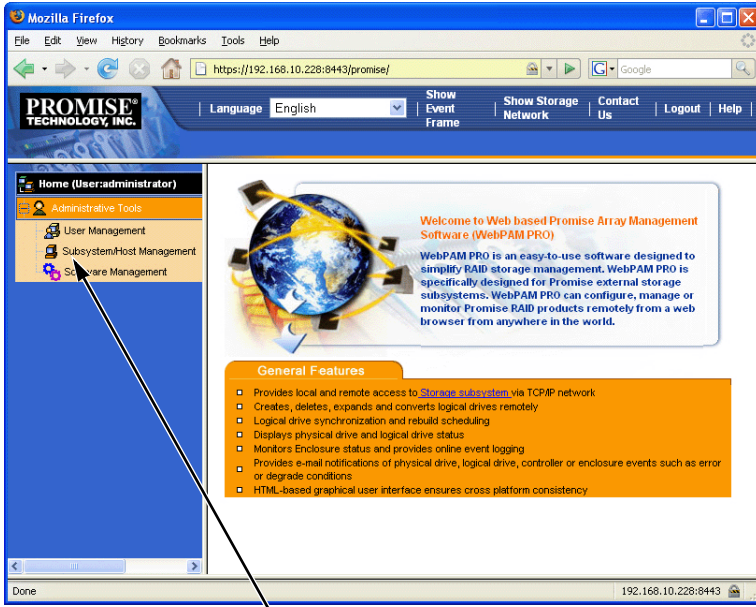 Mozilla Firefox
File Edit View History Bookmarks Tools Help
https://192.168.10.228:8443/promise/
Google
PROMISE®
TECHNOLOGY, INC.
| Language English | Show Event Frame | Show Storage Network | Contact Us | Logout | Help |
Home (User:administrator)
Administrative Tools
User Management
Subsystem/Host Management
Software Management
Welcome to Web based Promise Array Management
Software (WebPAM PRO)
WebPAM PRO is an easy-to-use software designed to
simplify RAID storage management. WebPAM PRO is
specifically designed for Promise external storage
subsystems. WebPAM PRO can configure, manage or
monitor Promise RAID products remotely from a web
browser from anywhere in the world.
General Features
Provides local and remote access to Storage subsystem via TCP/IP network
Creates, deletes, expands and converts logical drives remotely
Logical drive synchronization and rebuild scheduling
Displays physical drive and logical drive status
Monitors Enclosure status and provides online event logging
Provides e-mail notifications of physical drive, logical drive, controller or enclosure events such as error
or degrade conditions
HTML-based graphical user interface ensures cross platform consistency
Done
192.168.10.228:8443